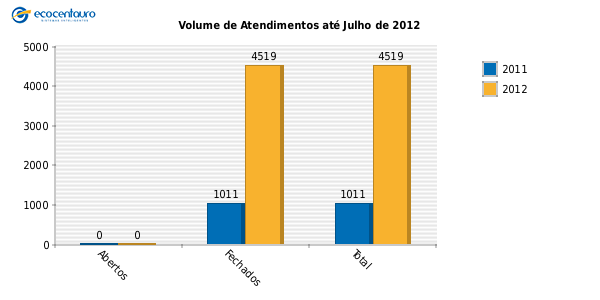 ecocentauro
Volume de Atendimentos até Julho de 2012
5000
4000
3000
2000
1000
0
0
0
1011
4519
1011
4519
Abertos
Fechados
Total
2011
2012